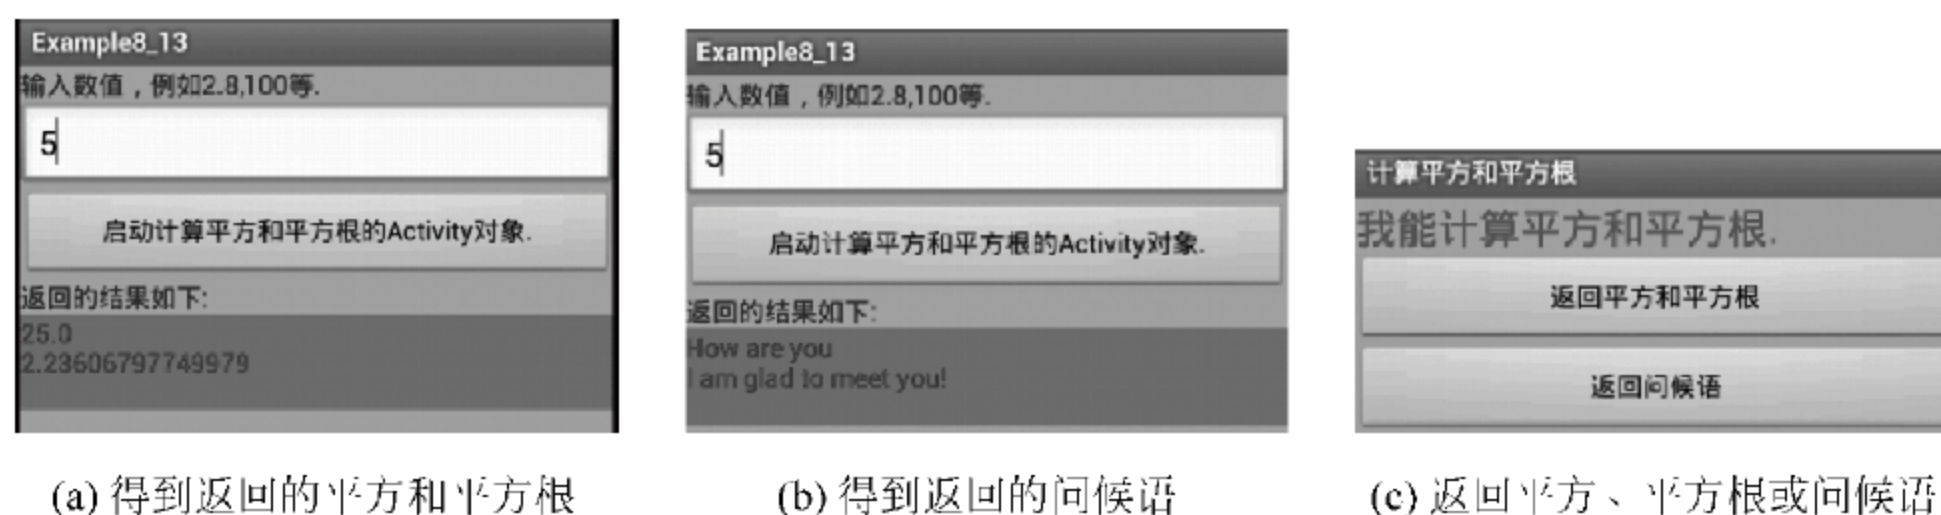 Example8_13
输入数值，例如2.8,100等.
5
启动计算平方和平方根的Activity对象.
返回的结果如下:
25.0
2.23606797749979
(a) 得到返回的平方和平方根
Example8_13
输入数值，例如2.8,100等.
5
启动计算平方和平方根的Activity对象.
返回的结果如下:
How are you
I am glad to meet you!
(b) 得到返回的问候语
计算平方和平方根
我能计算平方和平方根.
返回平方和平方根
返回问候语
(c) 返回平方、平方根或问候语